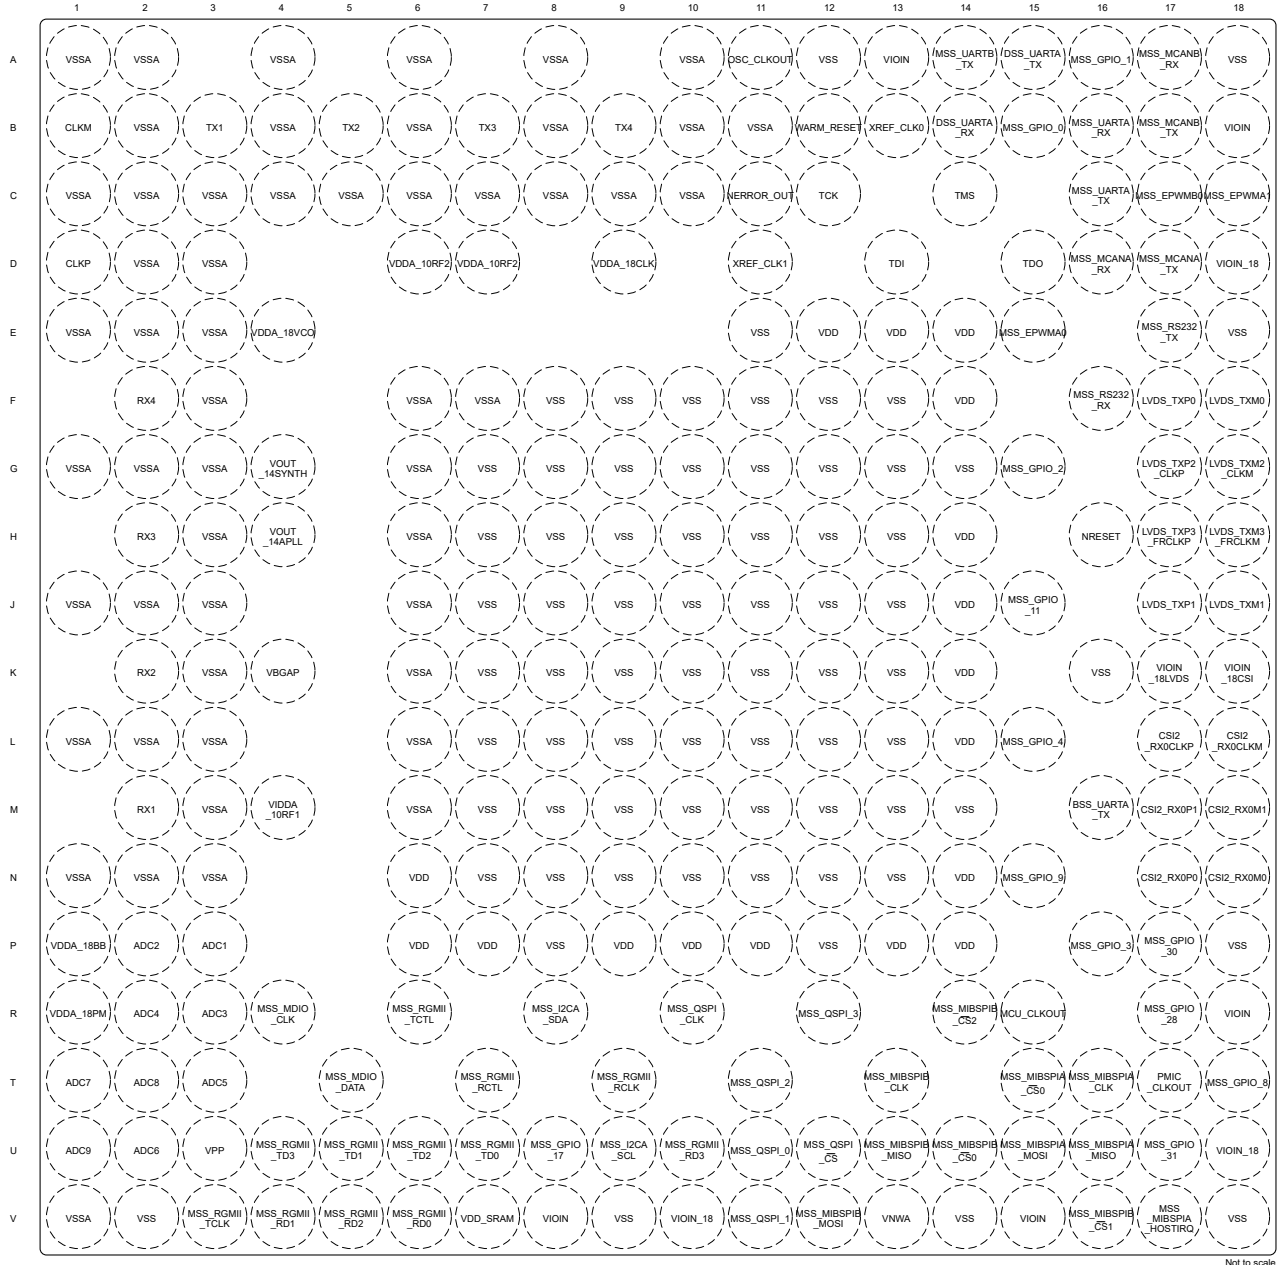 1 2 3 4 5 6 7 8 9 10 11 12 13 14 15 16 17 18
A VSSA VSSA VSSA VSSA VSSA VSSA OSC_CLKOUT VSS VIOIN MSS_UARTB_TX DSS_UARTA_TX MSS_GPIO_1 MSS_MCANB_RX VSS
B CLKM VSSA TX1 VSSA TX2 VSSA TX3 VSSA TX4 VSSA VSSA WARM_RESET XREF_CLK0 DSS_UARTA_RX MSS_GPIO_0 MSS_UARTA_RX MSS_MCANB_TX VIOIN
C VSSA VSSA VSSA VSSA VSSA VSSA VSSA VSSA VSSA VSSA NERROR_OUT TCK TMS MSS_UARTA_TX MSS_EPWMB0 MSS_EPWMA1
D CLKP VSSA VSSA VDDA_10RF2 VDDA_10RF2 VDDA_18CLK XREF_CLK1 TDI TDO MSS_MCANA_RX MSS_MCANA_TX VIOIN_18
E VSSA VSSA VSSA VDDA_18VCO VSS VDD VDD VDD MSS_EPWMA0 MSS_RS232_TX VSS
F RX4 VSSA VSSA VSSA VSS VSS VSS VSS VSS VSS VDD MSS_RS232_RX LVDS_TXP0 LVDS_TXM0
G VSSA VSSA VSSA VOUT_14SYNTH VSSA VSS VSS VSS VSS VSS VSS VSS VSS MSS_GPIO_2 LVDS_TXP2_CLKP LVDS_TXM2_CLKM
H RX3 VSSA VOUT_14APLL VSSA VSS VSS VSS VSS VSS VSS VSS VDD NRESET LVDS_TXP3_FRCLKP LVDS_TXM3_FRCLKM
J VSSA VSSA VSSA VSSA VSS VSS VSS VSS VSS VSS VSS VDD MSS_GPIO_11 LVDS_TXP1 LVDS_TXM1
K RX2 VSSA VBGAP VSSA VSS VSS VSS VSS VSS VSS VSS VDD VSS VIOIN_18LVDS VIOIN_18CSI
L VSSA VSSA VSSA VSSA VSS VSS VSS VSS VSS VSS VSS VDD MSS_GPIO_4 CSI2_RX0CLKP CSI2_RX0CLKM
M RX1 VSSA VIDDA_10RF1 VSSA VSS VSS VSS VSS VSS VSS VSS VSS BSS_UARTA_TX CSI2_RX0P1 CSI2_RX0M1
N VSSA VSSA VSSA VDD VSS VSS VSS VSS VSS VSS VSS VDD MSS_GPIO_9 CSI2_RX0P0 CSI2_RX0M0
P VDDA_18BB ADC2 ADC1 VDD VDD VSS VDD VDD VDD VSS VDD VDD MSS_GPIO_3 MSS_GPIO_30 VSS
R VDDA_18PM ADC4 ADC3 MSS_MDIO_CLK MSS_RGMII_TCTL MSS_I2CA_SDA MSS_QSPI_CLK MSS_QSPI_3 MSS_MIBSPIB_CS2 MCU_CLKOUT MSS_GPIO_28 VIOIN
T ADC7 ADC8 ADC5 MSS_MDIO_DATA MSS_RGMII_RCTL MSS_RGMII_RCLK MSS_QSPI_2 MSS_MIBSPIB_CLK MSS_MIBSPIA_CS0 MSS_MIBSPIA_CLK PMIC_CLKOUT MSS_GPIO_8
U ADC9 ADC6 VPP MSS_RGMII_TD3 MSS_RGMII_TD1 MSS_RGMII_TD2 MSS_RGMII_TD0 MSS_GPIO_17 MSS_I2CA_SCL MSS_RGMII_RD3 MSS_QSPI_0 MSS_QSPI_CS MSS_MIBSPIB_MISO MSS_MIBSPIB_CS0 MSS_MIBSPIA_MOSI MSS_MIBSPIA_MISO MSS_GPIO_31 VIOIN_18
V VSSA VSS MSS_RGMII_TCLK MSS_RGMII_RD1 MSS_RGMII_RD2 MSS_RGMII_RD0 VDD_SRAM VIOIN VSS VIOIN_18 MSS_QSPI_1 MSS_MIBSPIB_MOSI VNWA VSS VIOIN MSS_MIBSPIB_CS1 MSS_MIBSPIA_HOSTIRQ VSS
Not to scale